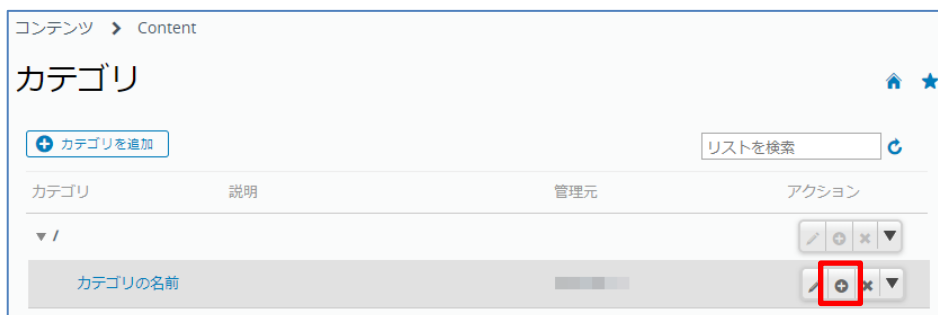 コンテンツ > Content
カテゴリ
カテゴリを追加
リストを検索
カテゴリ 説明 管理元 アクション
/
カテゴリの名前